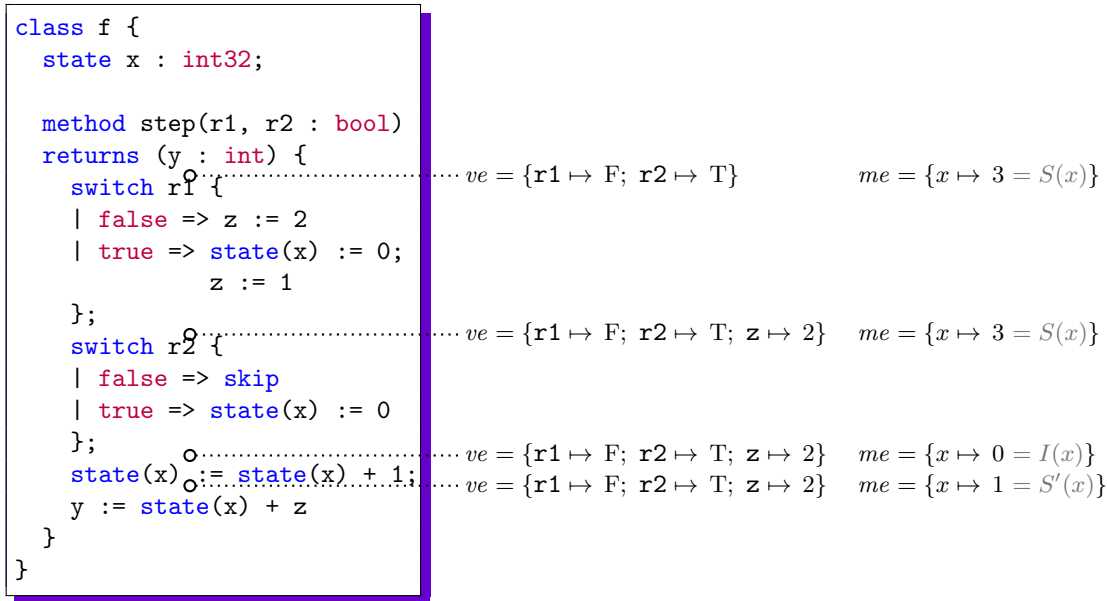 class f {
state x : int32;
method step(r1, r2 : bool)
returns (y : int) {
ve = {r1 ↦ F; r2 ↦ T} me = {x ↦ 3 = S(x)}
switch r1 {
| false => z := 2
| true => state(x) := 0;
z := 1
};
ve = {r1 ↦ F; r2 ↦ T; z ↦ 2} me = {x ↦ 3 = S(x)}
switch r2 {
| false => skip
| true => state(x) := 0
};
ve = {r1 ↦ F; r2 ↦ T; z ↦ 2} me = {x ↦ 0 = I(x)}
state(x) := state(x) + 1;
ve = {r1 ↦ F; r2 ↦ T; z ↦ 2} me = {x ↦ 1 = S′(x)}
y := state(x) + z
}
}